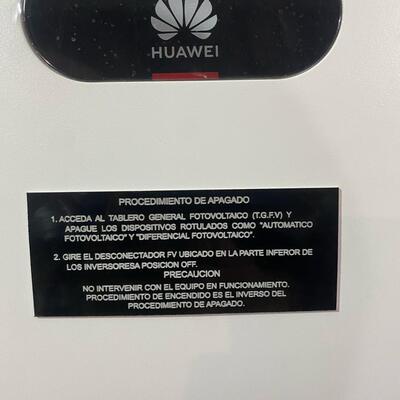 HUAWEI
PROCEDIMIENTO DE APAGADO
1. ACCEDA AL TABLERO GENERAL FOTOVOLTAICO (T.G.F.V) Y
APAGUE LOS DISPOSITIVOS ROTULADOS COMO "AUTOMATICO
FOTOVOLTAICO" Y "DIFERENCIAL FOTOVOLTAICO".
2. GIRE EL DESCONECTADOR FV UBICADO EN LA PARTE INFEROR DE
LOS INVERSORESA POSICION OFF.
PRECAUCION
NO INTERVENIR CON EL EQUIPO EN FUNCIONAMIENTO.
PROCEDIMIENTO DE ENCENDIDO ES EL INVERSO DEL
PROCEDIMIENTO DE APAGADO.